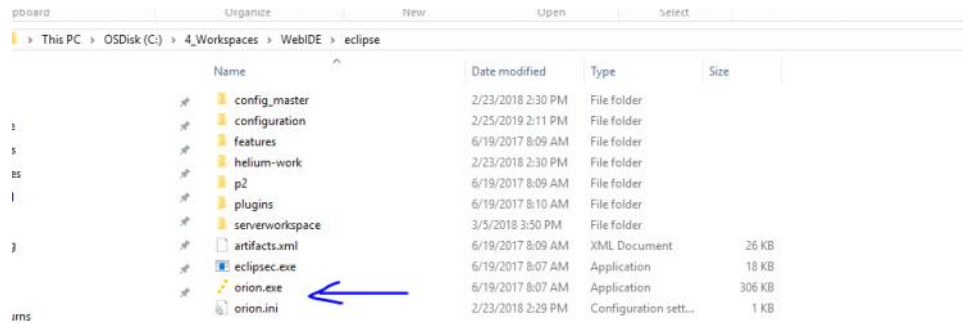 Organize New Open Select
This PC > OSDisk (C:) > 4_Workspaces > WebIDE > eclipse
Name Date modified Type Size
config_master 2/23/2018 2:30 PM File folder
configuration 2/25/2019 2:11 PM File folder
features 6/19/2017 8:09 AM File folder
helium-work 2/23/2018 2:30 PM File folder
p2 6/19/2017 8:09 AM File folder
plugins 6/19/2017 8:10 AM File folder
serverworkspace 3/5/2018 3:50 PM File folder
artifacts.xml 6/19/2017 8:09 AM XML Document 26 KB
eclipsec.exe 6/19/2017 8:07 AM Application 18 KB
orion.exe 6/19/2017 8:07 AM Application 306 KB
orion.ini 2/23/2018 2:29 PM Configuration sett... 1 KB